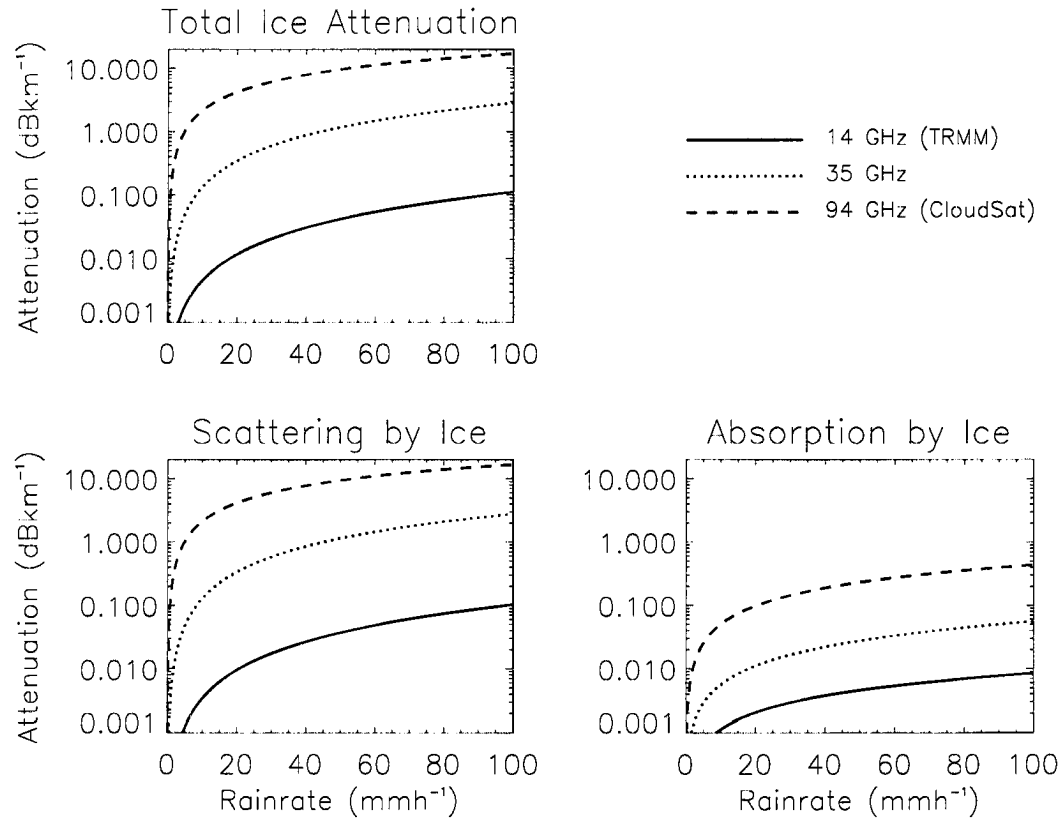 Total Ice Attenuation
Attenuation (dBkm⁻¹)
10.000
1.000
0.100
0.010
0.001
0 20 40 60 80 100
14 GHz (TRMM)
35 GHz
94 GHz (CloudSat)
Scattering by Ice
Attenuation (dBkm⁻¹)
10.000
1.000
0.100
0.010
0.001
0 20 40 60 80 100
Rainrate (mmh⁻¹)
Absorption by Ice
10.000
1.000
0.100
0.010
0.001
0 20 40 60 80 100
Rainrate (mmh⁻¹)